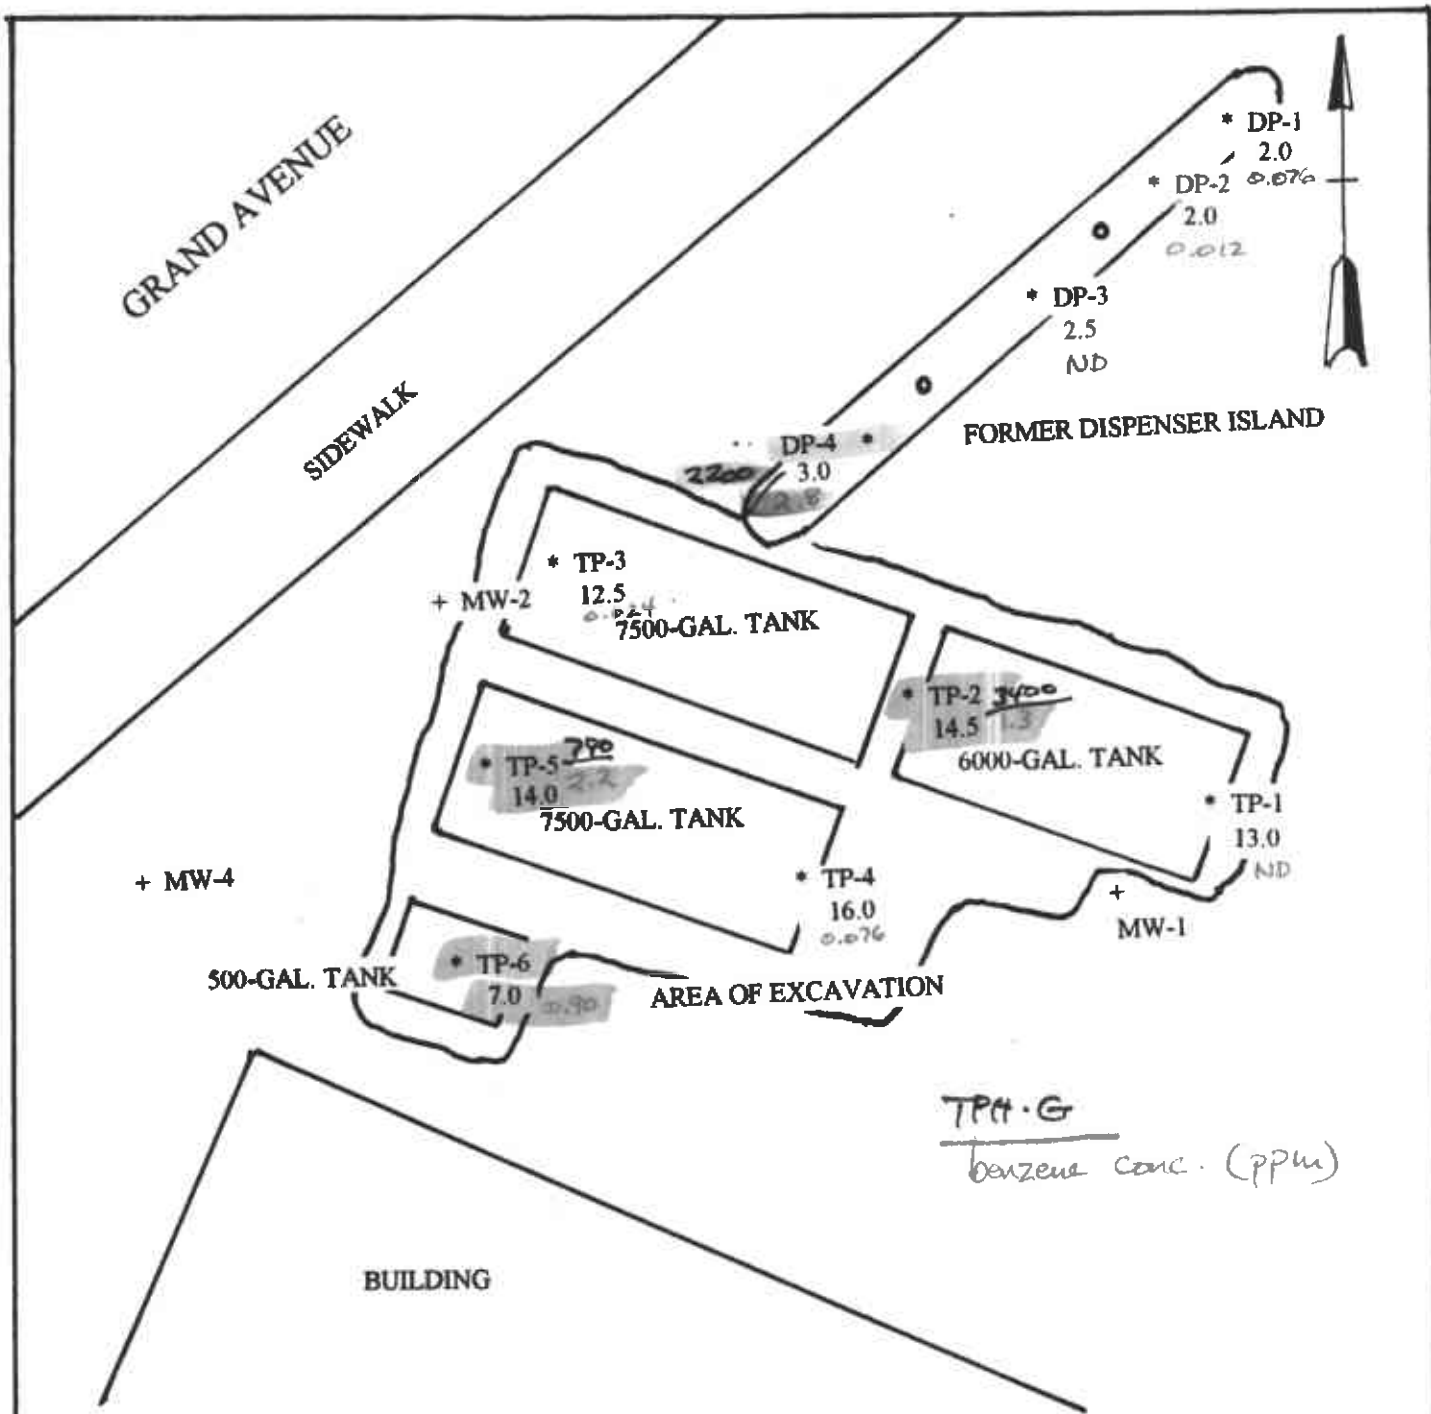 GRAND AVENUE
SIDEWALK
* DP-1
2.0
0.076
* DP-2
2.0
0.012
* DP-3
2.5
ND
FORMER DISPENSER ISLAND
DP-4 *
2200 3.0
2.8
* TP-3
12.5
7500-GAL. TANK
+ MW-2
* TP-2 3400
14.5 1.3
6000-GAL. TANK
* TP-5 790
14.0 2.2
7500-GAL. TANK
* TP-1
13.0
ND
+ MW-4
* TP-4
16.0
0.076
+
MW-1
* TP-6
500-GAL. TANK
7.0 0.90
AREA OF EXCAVATION
TPH-G
benzene conc. (ppm)
BUILDING